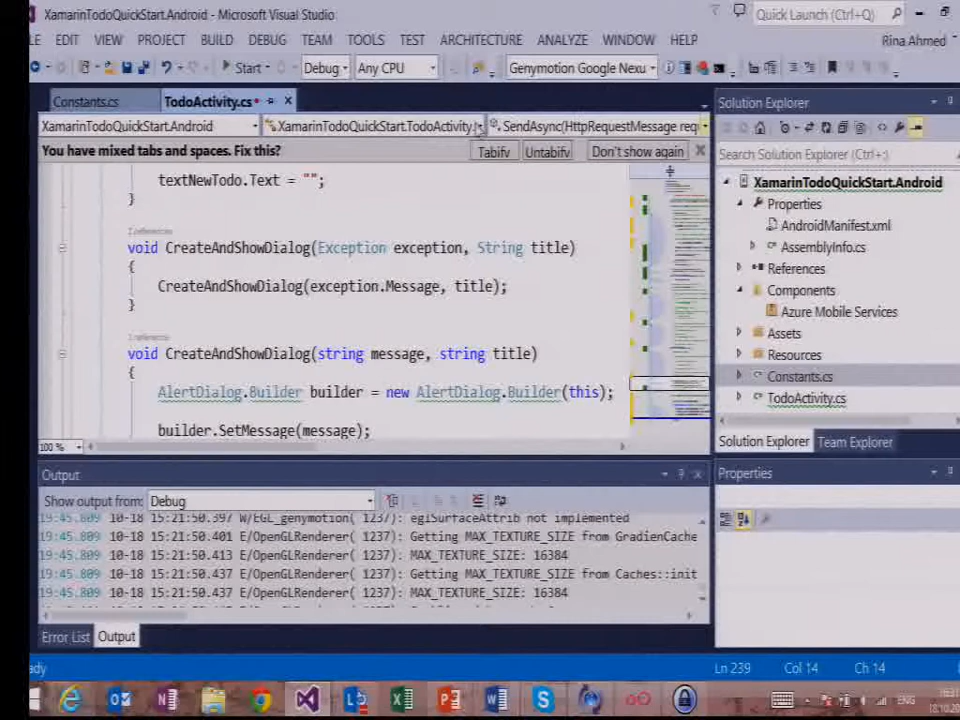 XamarinTodoQuickStart.Android - Microsoft Visual Studio
Quick Launch (Ctrl+Q)
LE EDIT VIEW PROJECT BUILD DEBUG TEAM TOOLS TEST ARCHITECTURE ANALYZE WINDOW HELP
Rina Ahmed
Start
Debug
Any CPU
Genymotion Google Nexu
Constants.cs
TodoActivity.cs
XamarinTodoQuickStart.Android
XamarinTodoQuickStart.TodoActivity
SendAsync(HttpRequestMessage req
You have mixed tabs and spaces. Fix this?
Tabify
Untabify
Don't show again
textNewTodo.Text = "";
}
void CreateAndShowDialog(Exception exception, String title)
{
CreateAndShowDialog(exception.Message, title);
}
void CreateAndShowDialog(string message, string title)
{
AlertDialog.Builder builder = new AlertDialog.Builder(this);
builder.SetMessage(message);
100 %
Output
Show output from:
Debug
19:45.809 10-18 15:21:50.397 W/EGL_genymotion( 1237): eglSurfaceAttrib not implemented
19:45.809 10-18 15:21:50.401 E/OpenGLRenderer( 1237): Getting MAX_TEXTURE_SIZE from GradienCache
19:45.809 10-18 15:21:50.413 E/OpenGLRenderer( 1237): MAX_TEXTURE_SIZE: 16384
19:45.809 10-18 15:21:50.437 E/OpenGLRenderer( 1237): Getting MAX_TEXTURE_SIZE from Caches::init
19:45.809 10-18 15:21:50.437 E/OpenGLRenderer( 1237): MAX_TEXTURE_SIZE: 16384
Error List
Output
Solution Explorer
Search Solution Explorer (Ctrl+;)
XamarinTodoQuickStart.Android
Properties
AndroidManifest.xml
AssemblyInfo.cs
References
Components
Azure Mobile Services
Assets
Resources
Constants.cs
TodoActivity.cs
Solution Explorer
Team Explorer
Properties
ady
Ln 239
Col 14
Ch 14
ENG